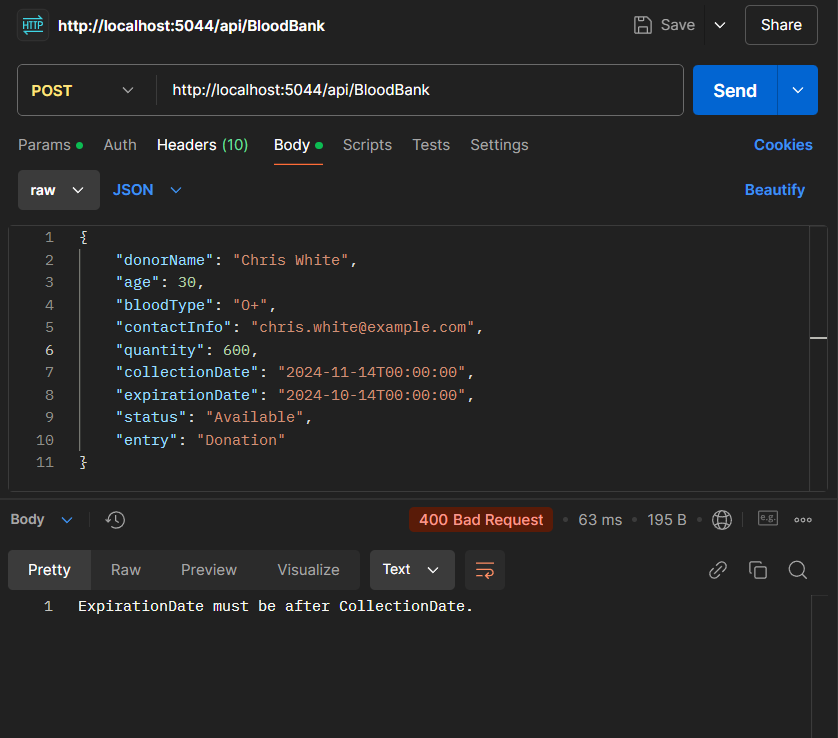 HTTP http://localhost:5044/api/BloodBank Save Share
POST http://localhost:5044/api/BloodBank Send
Params Auth Headers (10) Body Scripts Tests Settings Cookies
raw JSON Beautify
1 {
2 "donorName": "Chris White",
3 "age": 30,
4 "bloodType": "O+",
5 "contactInfo": "chris.white@example.com",
6 "quantity": 600,
7 "collectionDate": "2024-11-14T00:00:00",
8 "expirationDate": "2024-10-14T00:00:00",
9 "status": "Available",
10 "entry": "Donation"
11 }
Body 400 Bad Request • 63 ms • 195 B • e.g.
Pretty Raw Preview Visualize Text
1 ExpirationDate must be after CollectionDate.